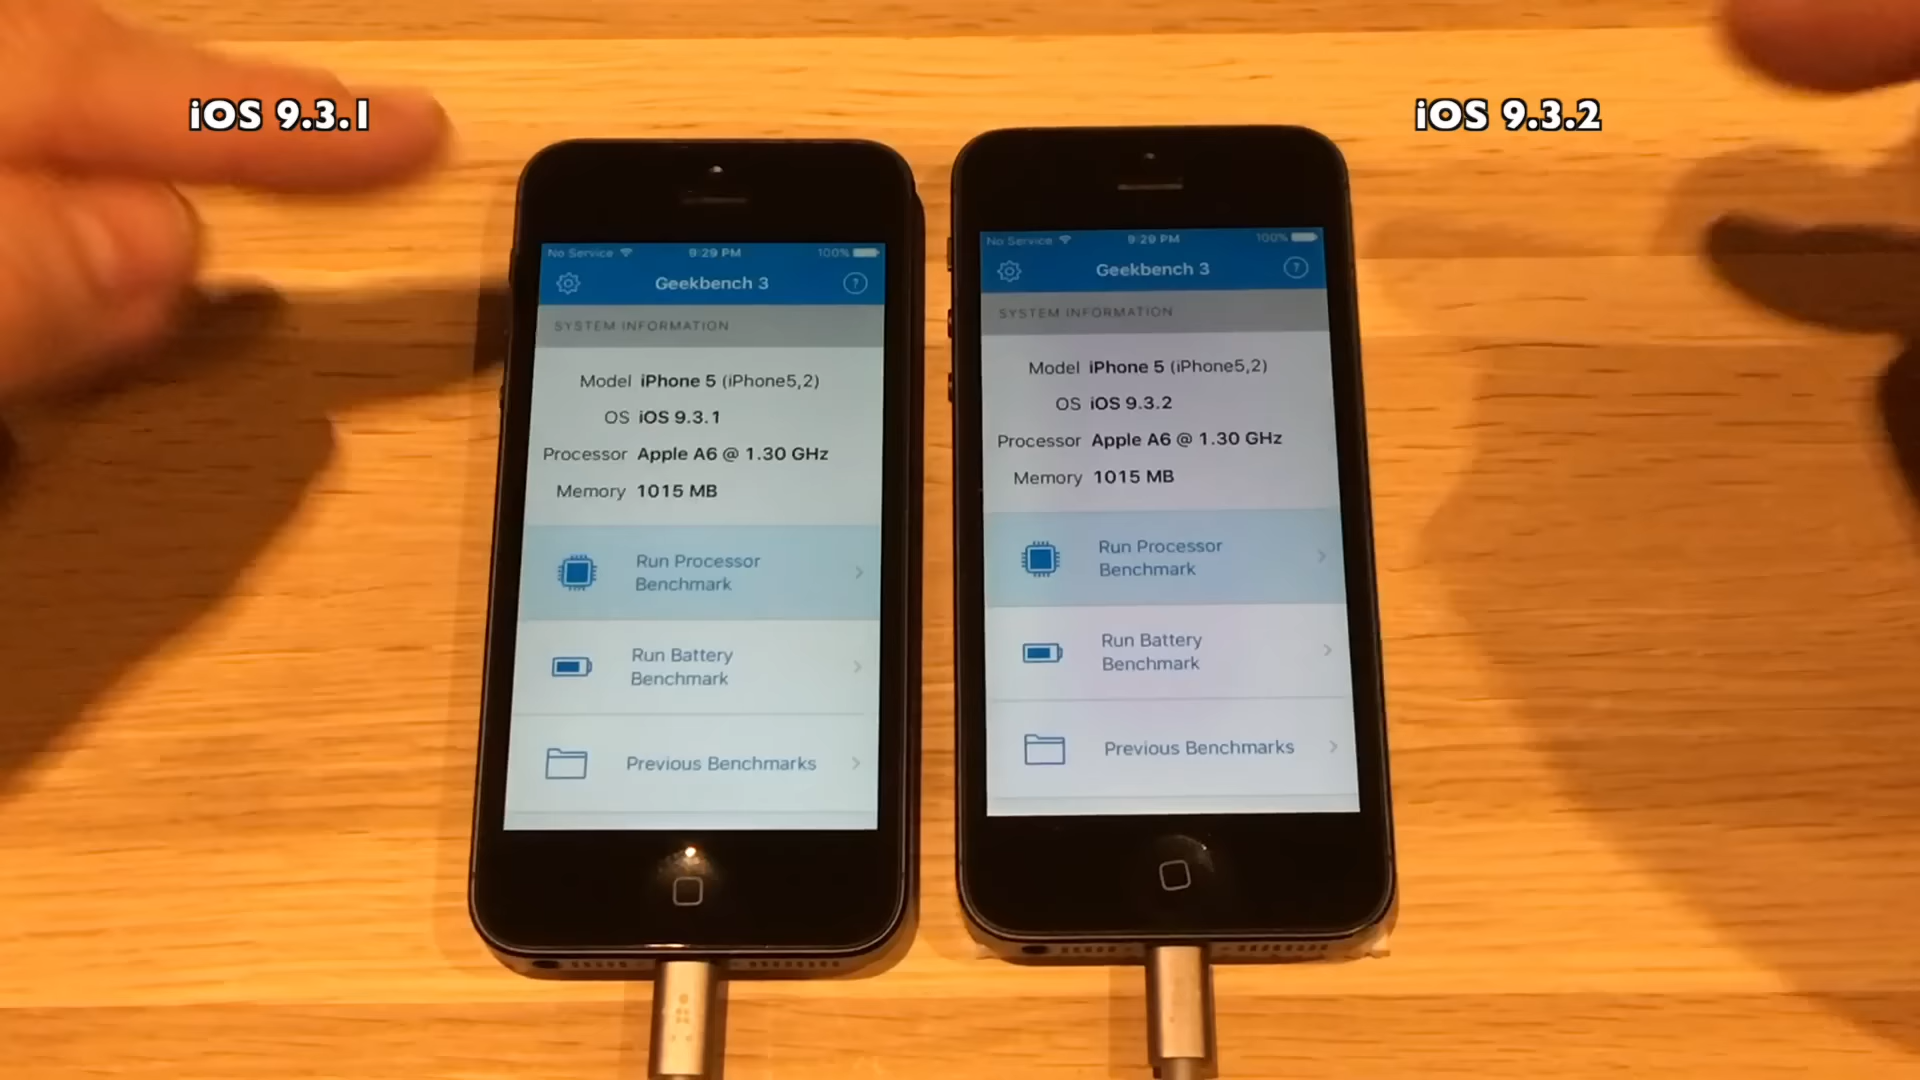 iOS 9.3.1
iOS 9.3.2
No Service 9:29 PM 100%
Geekbench 3 ?
SYSTEM INFORMATION
Model iPhone 5 (iPhone5,2)
OS iOS 9.3.1
Processor Apple A6 @ 1.30 GHz
Memory 1015 MB
Run Processor
Benchmark
Run Battery
Benchmark
Previous Benchmarks
No Service 9:29 PM 100%
Geekbench 3 ?
SYSTEM INFORMATION
Model iPhone 5 (iPhone5,2)
OS iOS 9.3.2
Processor Apple A6 @ 1.30 GHz
Memory 1015 MB
Run Processor
Benchmark
Run Battery
Benchmark
Previous Benchmarks